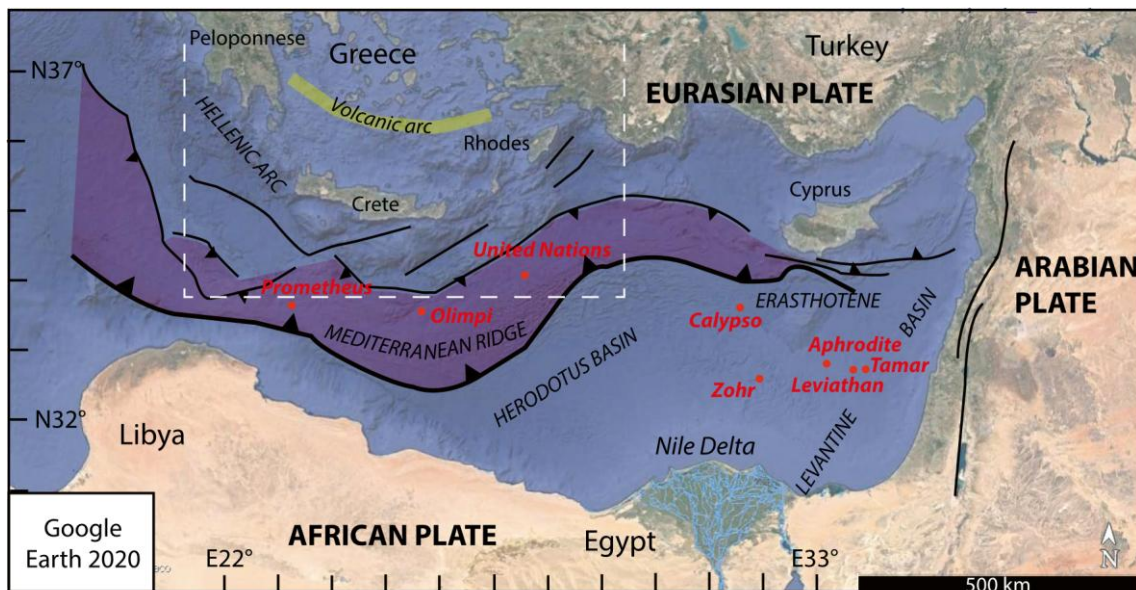 Peloponnese
Greece
Turkey
N37°
EURASIAN PLATE
Volcanic arc
HELLENIC ARC
Rhodes
Crete
Cyprus
United Nations
ARABIAN
PLATE
Prometheus
Olimpi
MEDITERRANEAN RIDGE
ERASTHOTENE
BASIN
Calypso
HERODOTUS BASIN
Aphrodite
Tamar
Leviathan
Zohr
N32°
Libya
Nile Delta
LEVANTINE
Google
Earth 2020
AFRICAN PLATE
Egypt
E22°
E33°
N
500 km